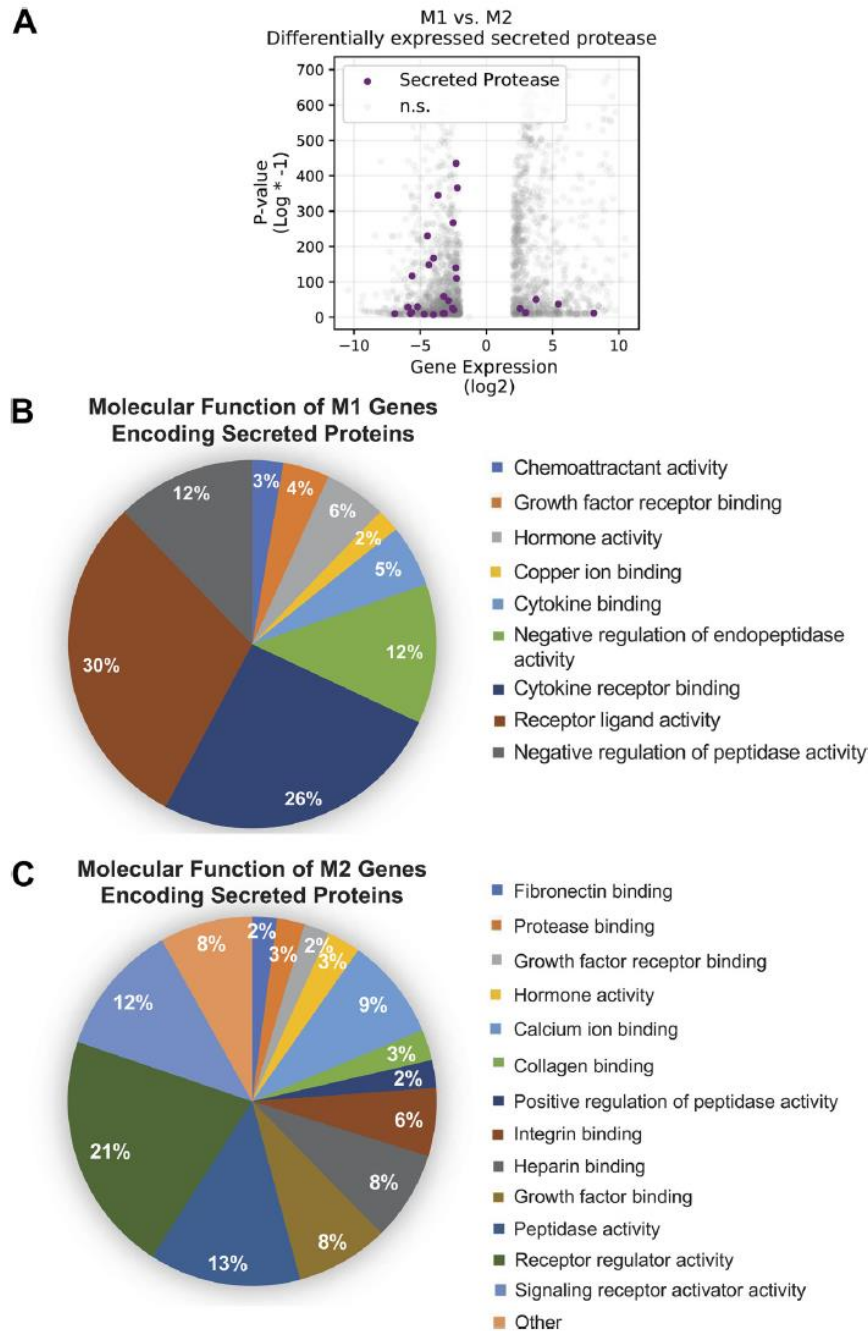 A
M1 vs. M2
Differentially expressed secreted protease
Secreted Protease
n.s.
700
600
500
400
300
200
100
0
P-value
(Log * -1)
−10
−5
0
5
10
Gene Expression
(log2)
B
Molecular Function of M1 Genes
Encoding Secreted Proteins
3%
4%
6%
2%
5%
12%
26%
30%
12%
Chemoattractant activity
Growth factor receptor binding
Hormone activity
Copper ion binding
Cytokine binding
Negative regulation of endopeptidase
activity
Cytokine receptor binding
Receptor ligand activity
Negative regulation of peptidase activity
C
Molecular Function of M2 Genes
Encoding Secreted Proteins
2%
3%
2%
3%
9%
3%
2%
6%
8%
8%
13%
21%
12%
8%
Fibronectin binding
Protease binding
Growth factor receptor binding
Hormone activity
Calcium ion binding
Collagen binding
Positive regulation of peptidase activity
Integrin binding
Heparin binding
Growth factor binding
Peptidase activity
Receptor regulator activity
Signaling receptor activator activity
Other